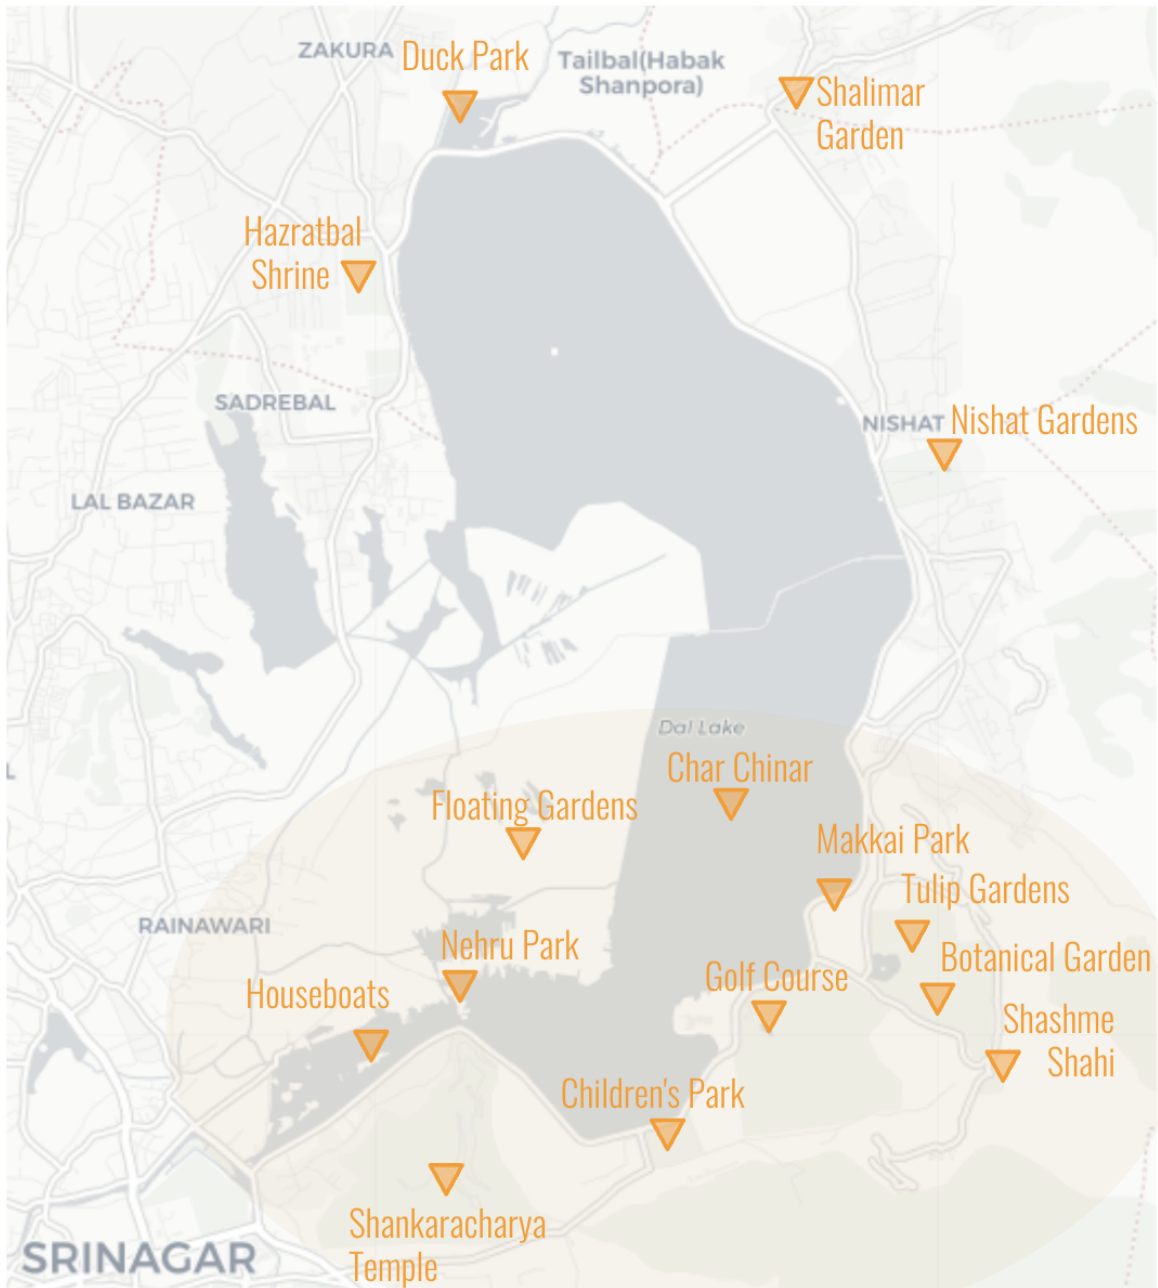 ZAKURA
Duck Park
Tailbal(Habak
Shanpora)
Shalimar
Garden
Hazratbal
Shrine
SADREBAL
NISHAT
Nishat Gardens
LAL BAZAR
Dal Lake
L
Char Chinar
Floating Gardens
Makkai Park
Tulip Gardens
RAINAWARI
Nehru Park
Botanical Garden
Golf Course
Houseboats
Shashme
Shahi
Children's Park
Shankaracharya
Temple
SRINAGAR